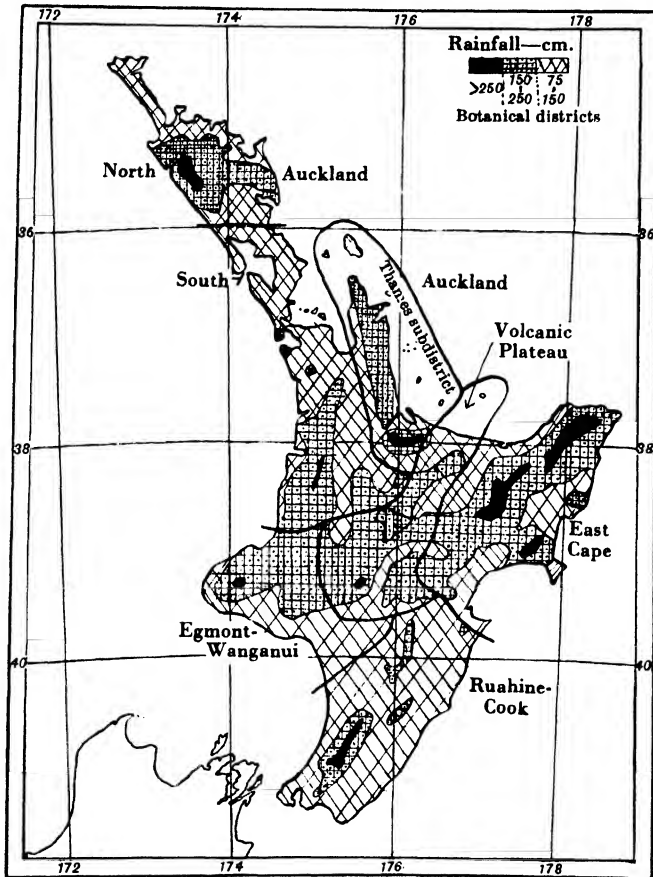 172
174
176
178
Rainfall—cm.
>250
150
250
75
150
Botanical districts
North
Auckland
36
36
South
Auckland
Thames subdistrict
Volcanic
Plateau
38
38
East
Cape
Egmont-
Wanganui
40
40
Ruahine-
Cook
172
174
176
178